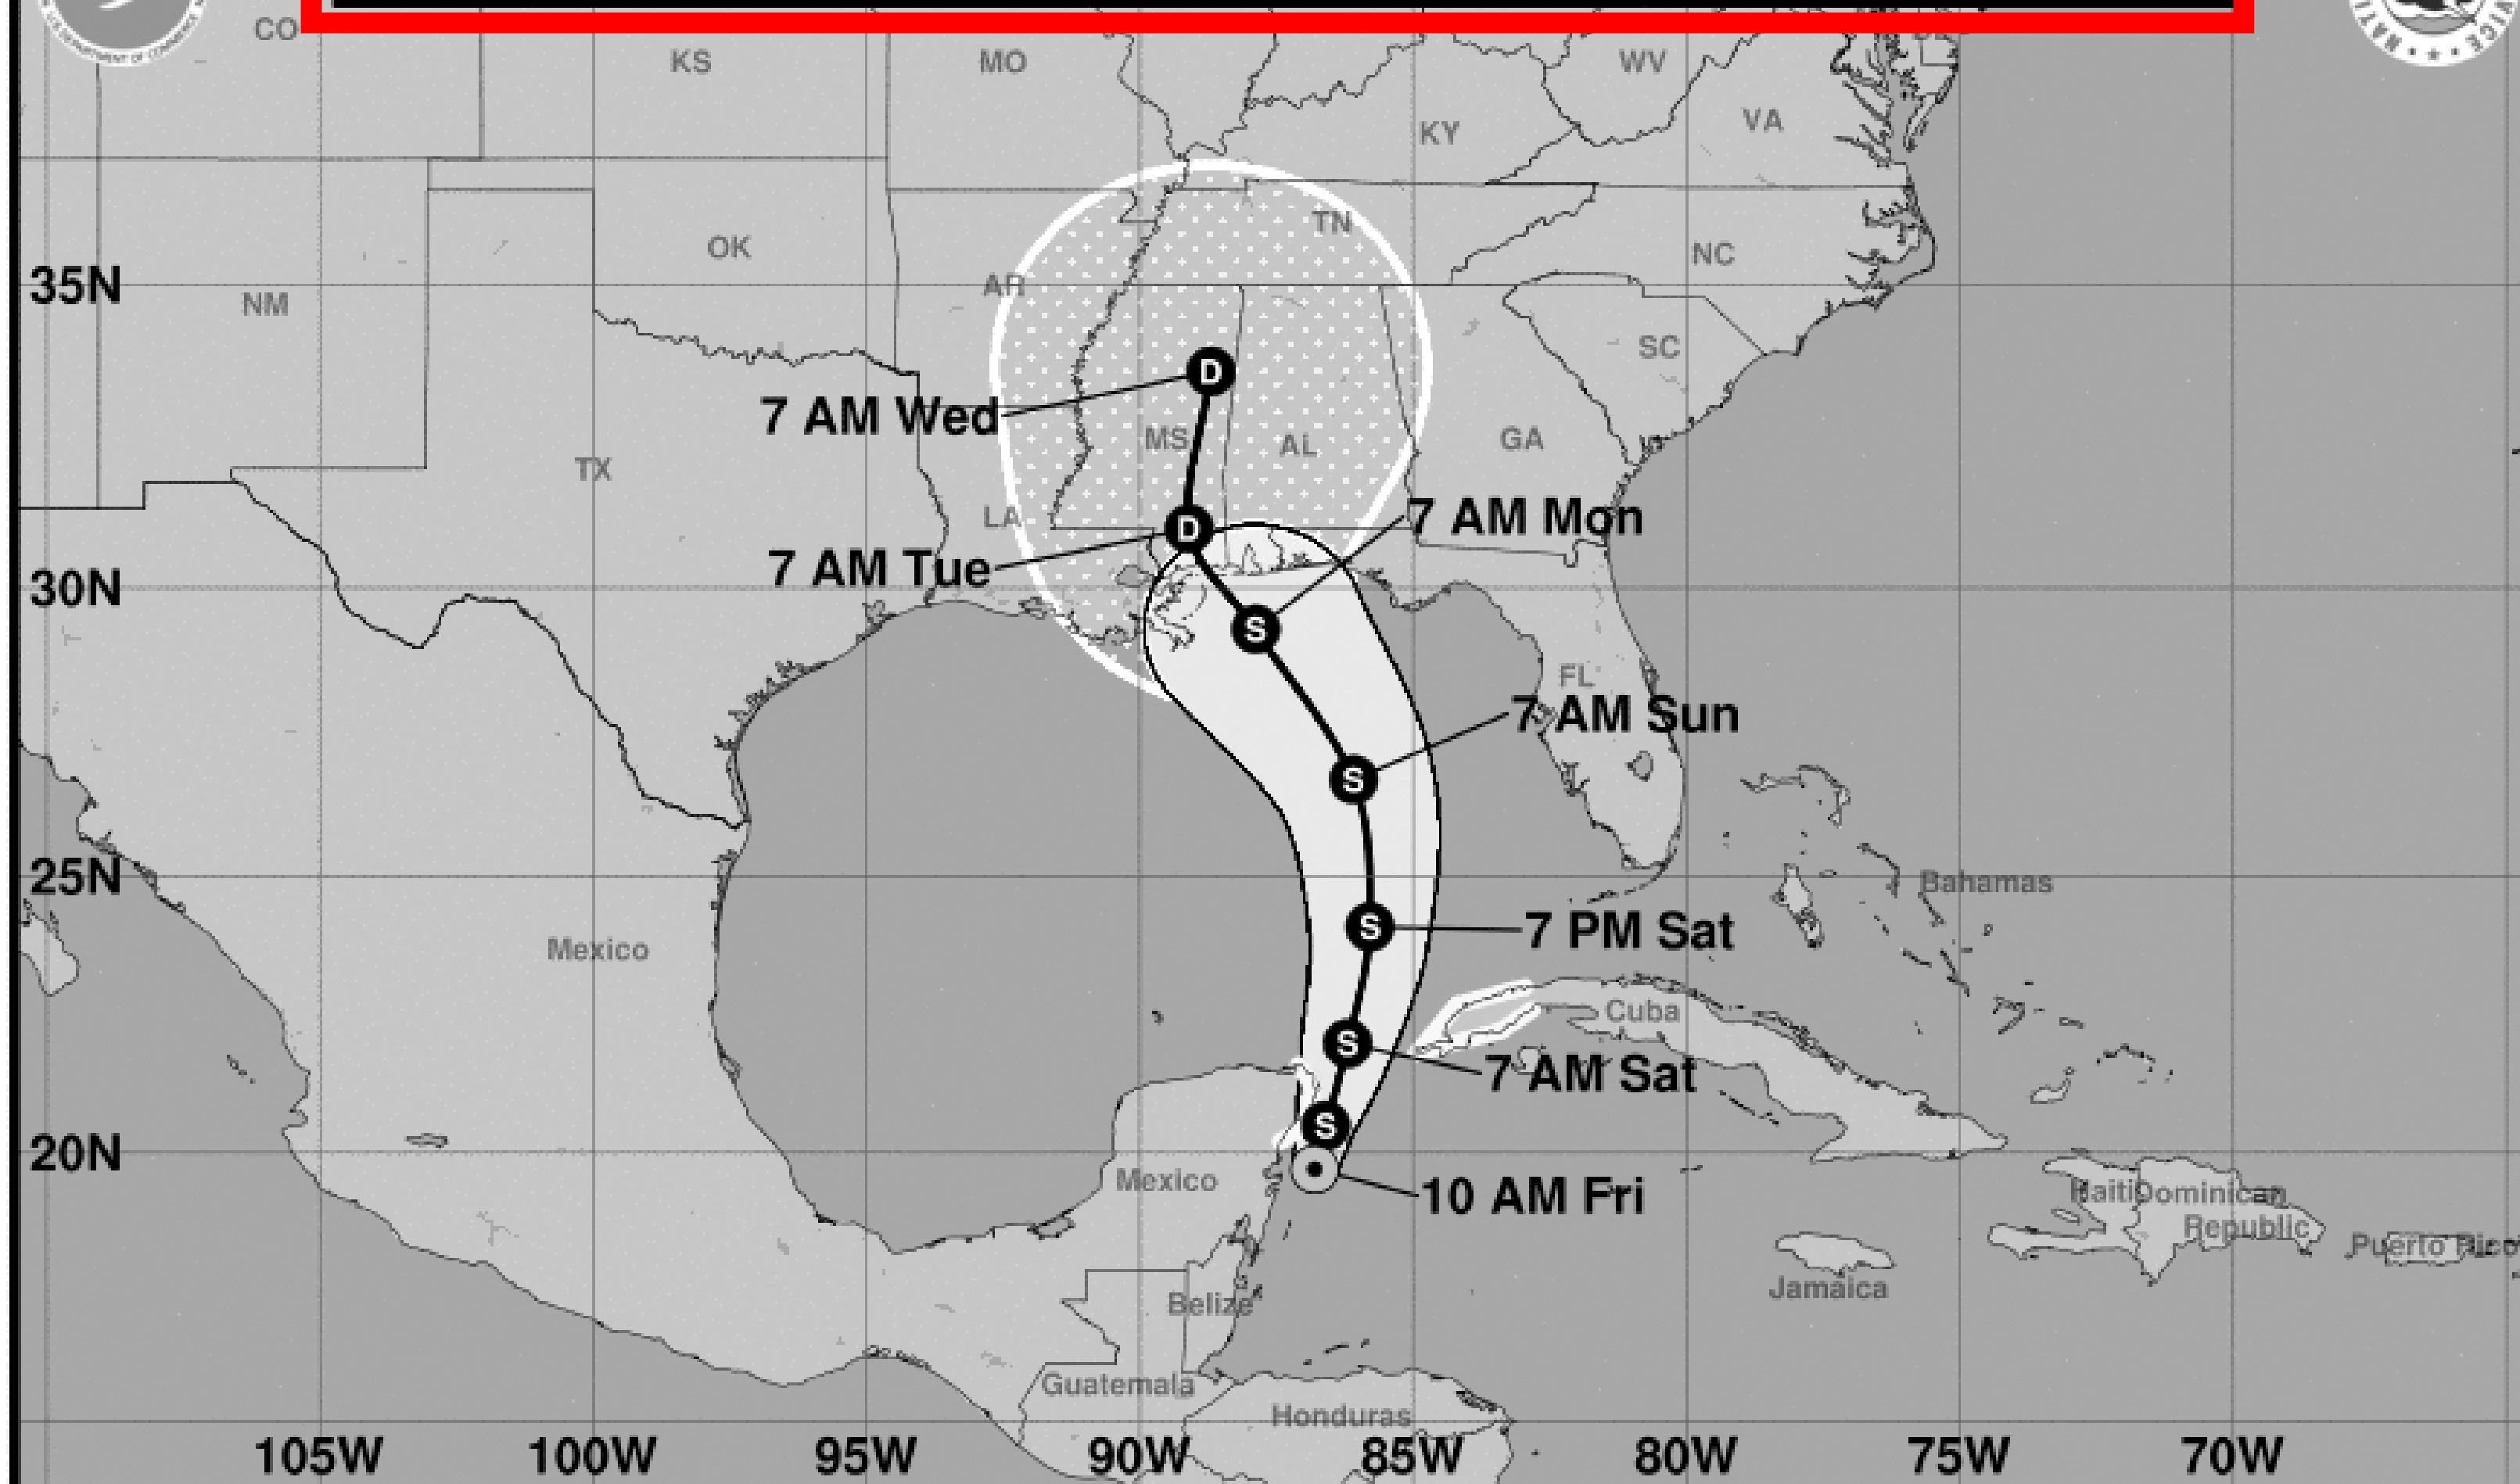 U.S. DEPARTMENT OF COMMERCE
CO
KS
MO
WV
KY
VA
TN
OK
NC
AR
35N
NM
SC
7 AM Wed
D
MS
AL
GA
TX
LA
D
7 AM Mon
7 AM Tue
30N
S
FL
7 AM Sun
S
25N
Bahamas
S
7 PM Sat
Mexico
Cuba
S
7 AM Sat
S
20N
Mexico
10 AM Fri
Haiti
Dominican
Republic
Puerto Rico
Jamaica
Belize
Guatemala
Honduras
105W 100W 95W 90W 85W 80W 75W 70W